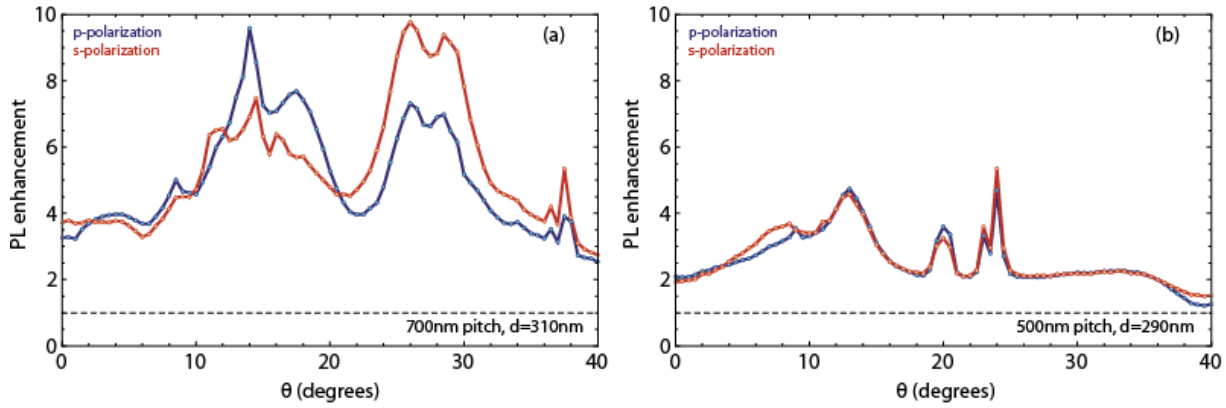 10
p-polarization
s-polarization
(a)
8
6
4
2
0
PL enhancement
700nm pitch, d=310nm
0 10 20 30 40
θ (degrees)
10
p-polarization
s-polarization
(b)
8
6
4
2
0
PL enhancement
500nm pitch, d=290nm
0 10 20 30 40
θ (degrees)